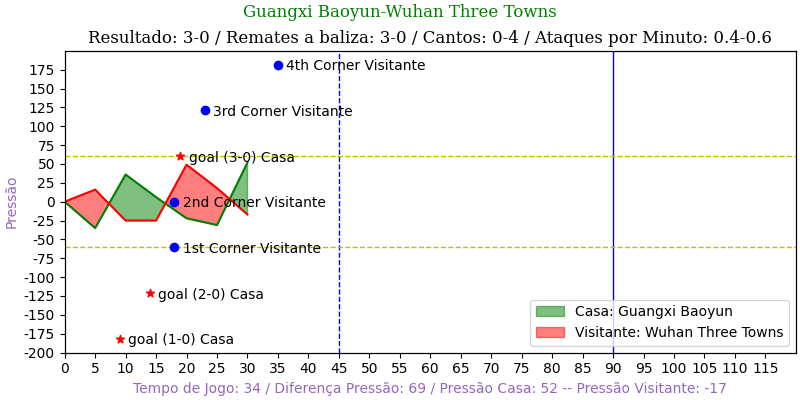 Guangxi Baoyun-Wuhan Three Towns
Resultado: 3-0 / Remates a baliza: 3-0 / Cantos: 0-4 / Ataques por Minuto: 0.4-0.6
Pressão
175
150
125
100
75
50
25
0
-25
-50
-75
-100
-125
-150
-175
-200
4th Corner Visitante
3rd Corner Visitante
goal (3-0) Casa
2nd Corner Visitante
1st Corner Visitante
goal (2-0) Casa
goal (1-0) Casa
Casa: Guangxi Baoyun
Visitante: Wuhan Three Towns
0 5 10 15 20 25 30 35 40 45 50 55 60 65 70 75 80 85 90 95 100 105 110 115
Tempo de Jogo: 34 / Diferença Pressão: 69 / Pressão Casa: 52 -- Pressão Visitante: -17